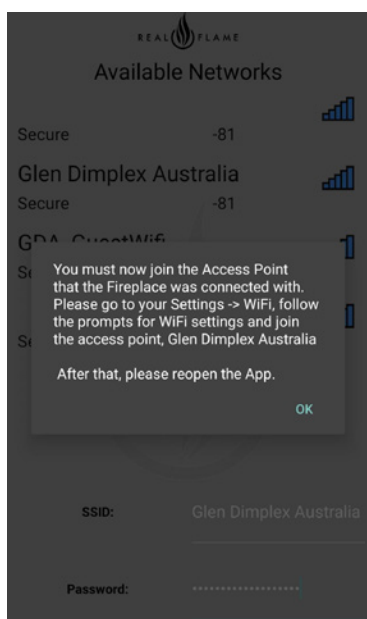 REAL FLAME
Available Networks
Secure -81
Glen Dimplex Australia
Secure -81
GDA_GuestWifi
You must now join the Access Point
that the Fireplace was connected with.
Please go to your Settings -> WiFi, follow
the prompts for WiFi settings and join
the access point, Glen Dimplex Australia
After that, please reopen the App.
OK
SSID: Glen Dimplex Australia
Password: ••••••••••••••••••